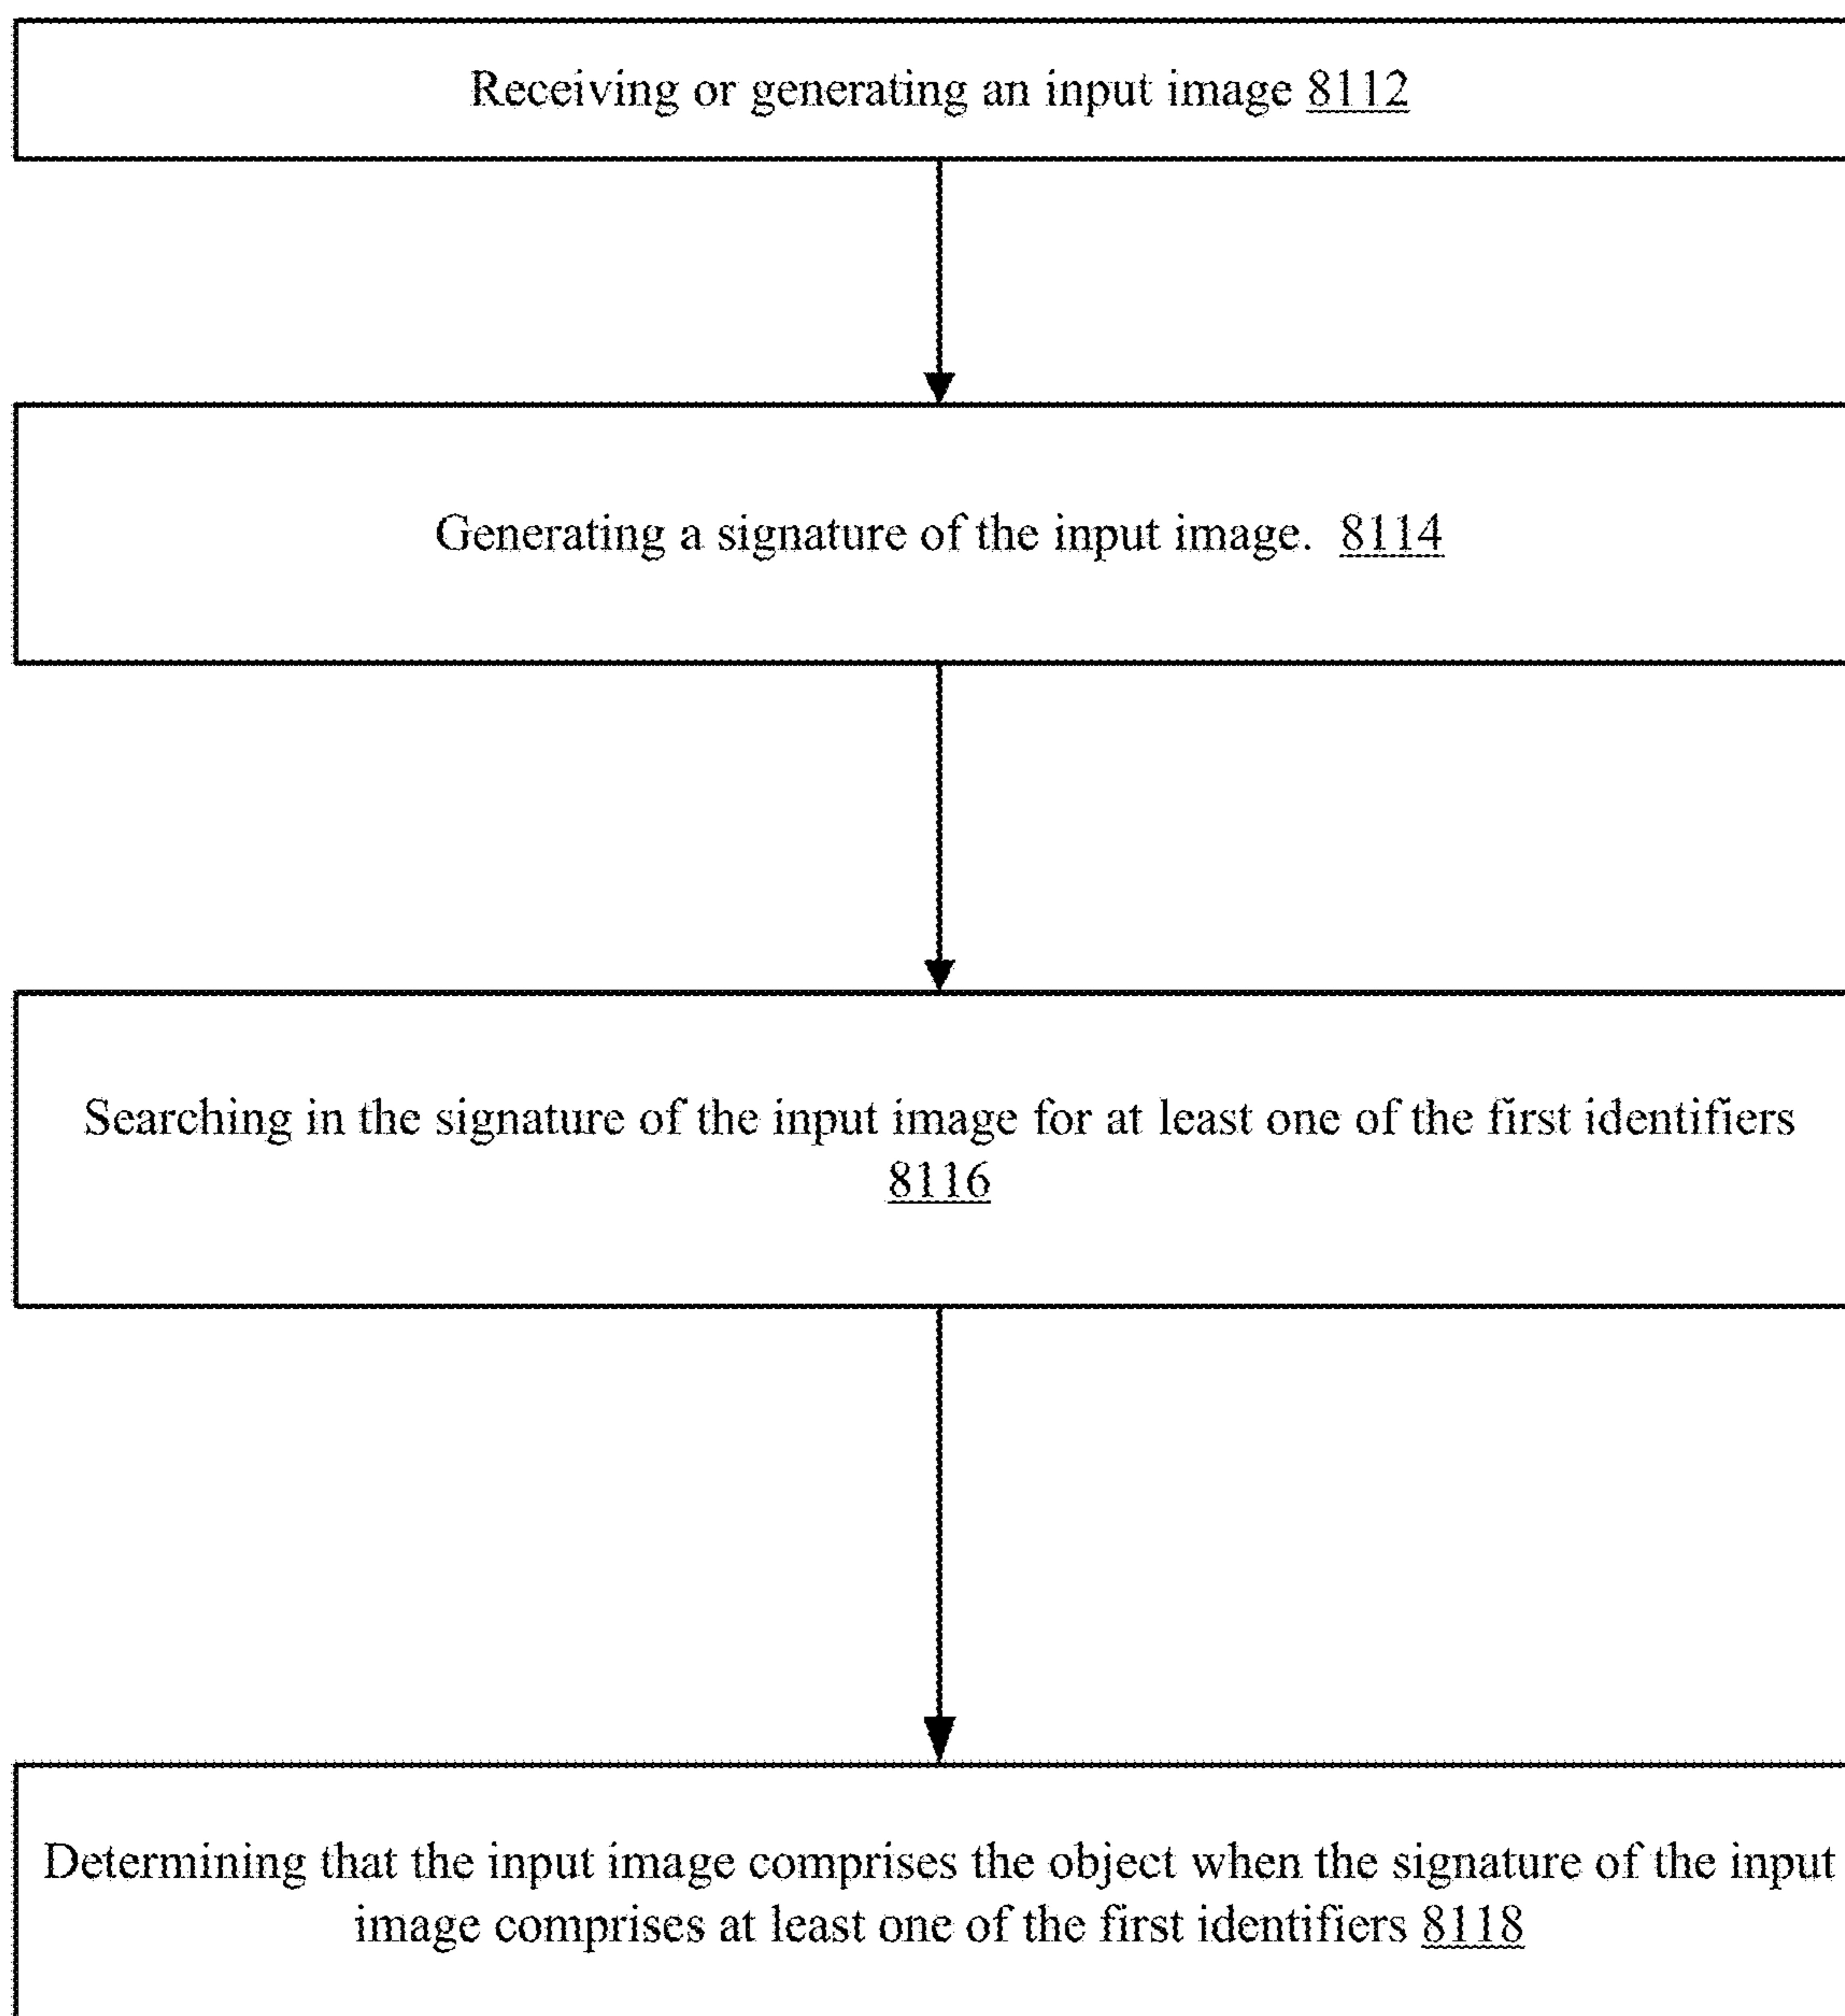 Receiving or generating an input image 8112
Generating a signature of the input image. 8114
Searching in the signature of the input image for at least one of the first identifiers
8116
Determining that the input image comprises the object when the signature of the input
image comprises at least one of the first identifiers 8118